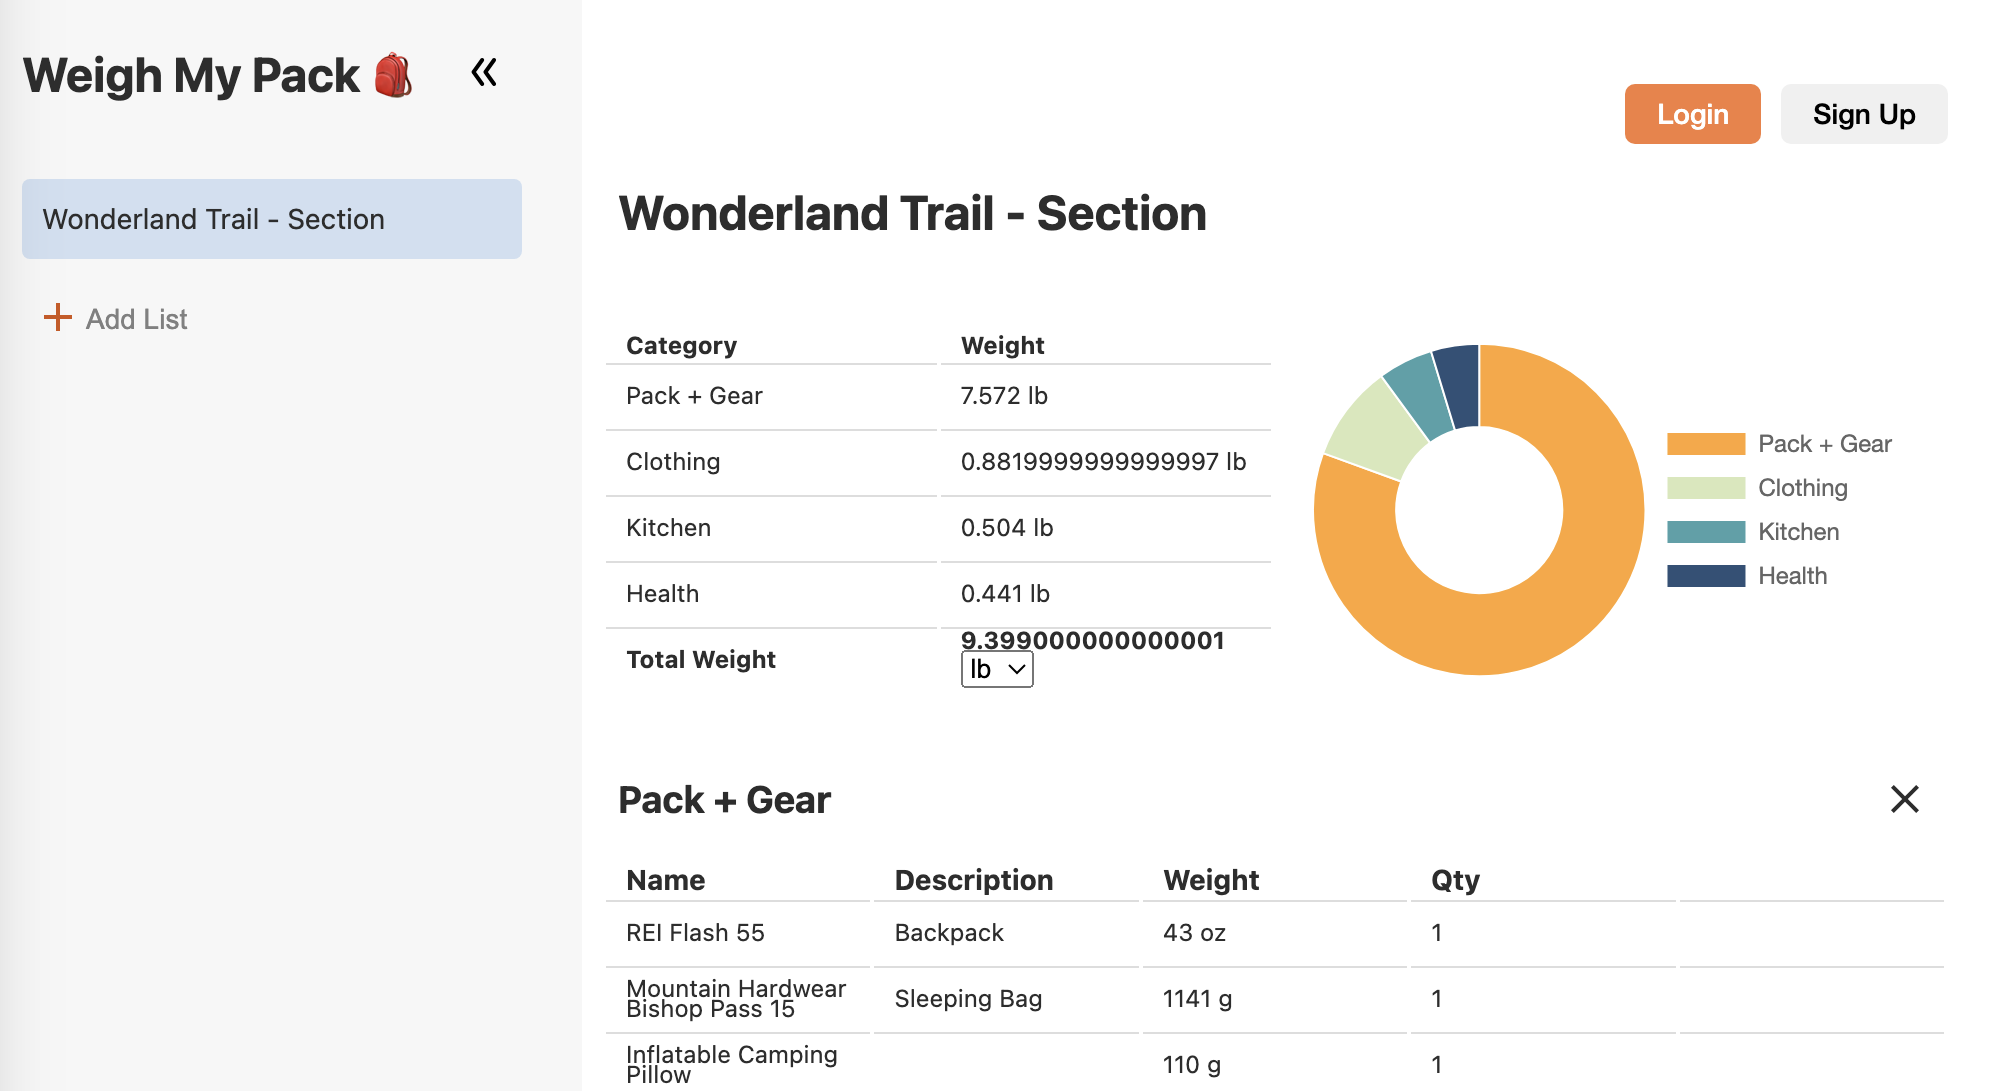 Weigh My Pack
Login
Sign Up
Wonderland Trail - Section
Add List
Wonderland Trail - Section
Category Weight
Pack + Gear 7.572 lb
Clothing 0.8819999999999997 lb
Kitchen 0.504 lb
Health 0.441 lb
Total Weight 9.399000000000001
lb
Pack + Gear
Clothing
Kitchen
Health
Pack + Gear
Name Description Weight Qty
REI Flash 55 Backpack 43 oz 1
Mountain Hardwear
Bishop Pass 15 Sleeping Bag 1141 g 1
Inflatable Camping
Pillow 110 g 1